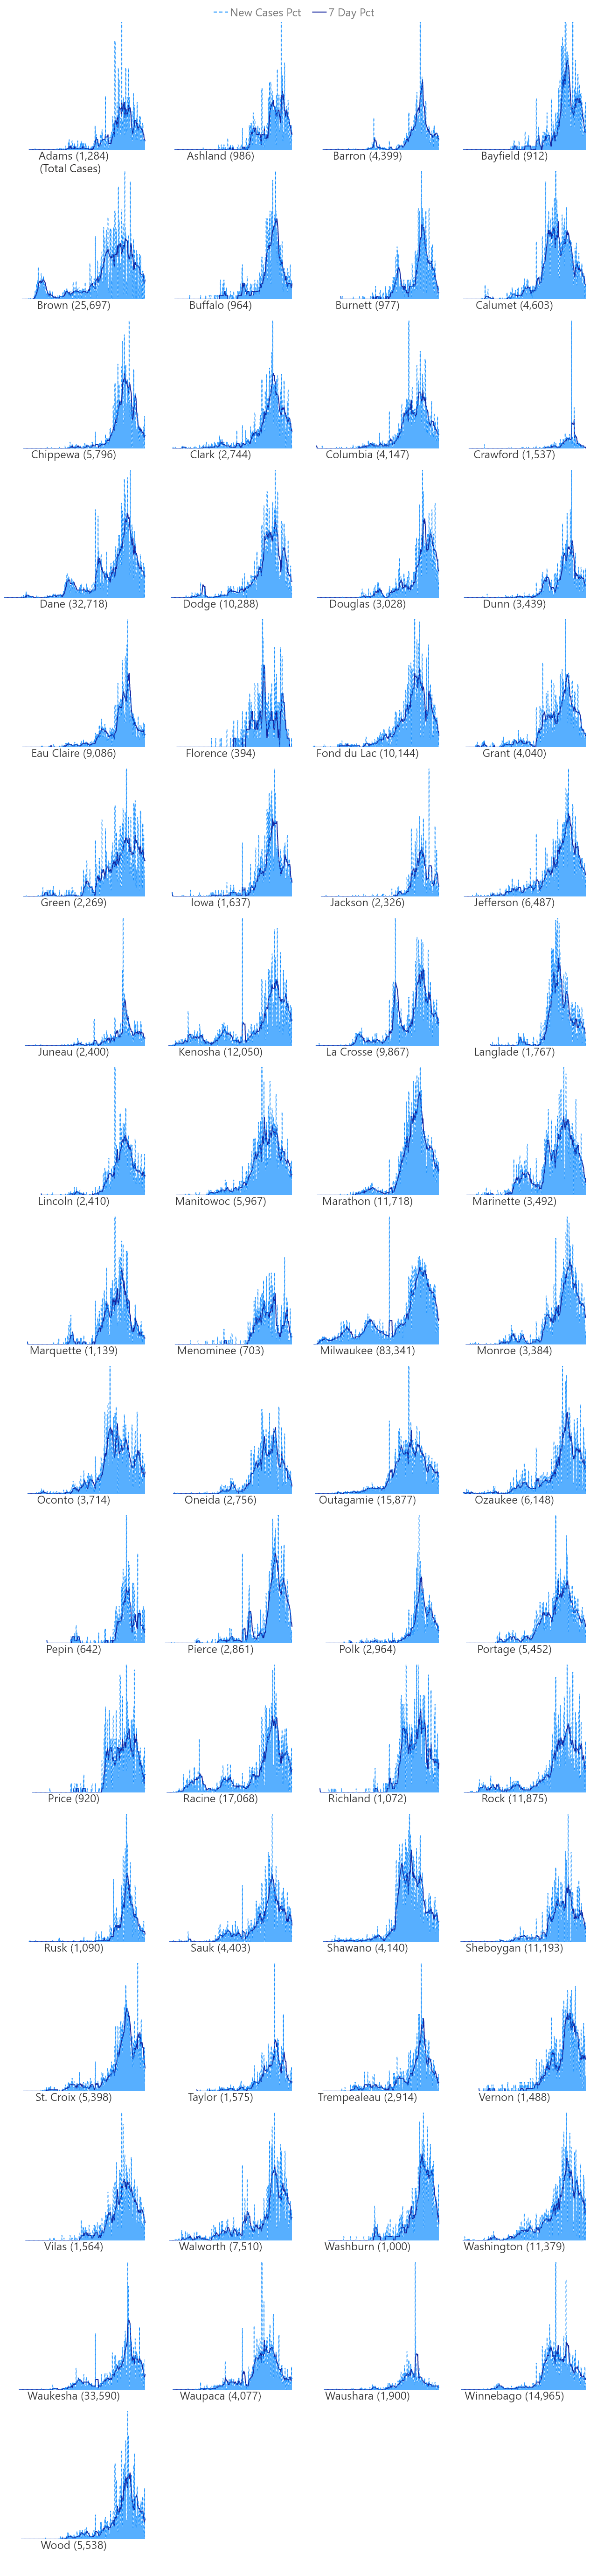 New Cases Pct 7 Day Pct
Adams (1,284) Ashland (986) Barron (4,399) Bayfield (912)
(Total Cases)
Brown (25,697) Buffalo (964) Burnett (977) Calumet (4,603)
Chippewa (5,796) Clark (2,744) Columbia (4,147) Crawford (1,537)
Dane (32,718) Dodge (10,288) Douglas (3,028) Dunn (3,439)
Eau Claire (9,086) Florence (394) Fond du Lac (10,144) Grant (4,040)
Green (2,269) Iowa (1,637) Jackson (2,326) Jefferson (6,487)
Juneau (2,400) Kenosha (12,050) La Crosse (9,867) Langlade (1,767)
Lincoln (2,410) Manitowoc (5,967) Marathon (11,718) Marinette (3,492)
Marquette (1,139) Menominee (703) Milwaukee (83,341) Monroe (3,384)
Oconto (3,714) Oneida (2,756) Outagamie (15,877) Ozaukee (6,148)
Pepin (642) Pierce (2,861) Polk (2,964) Portage (5,452)
Price (920) Racine (17,068) Richland (1,072) Rock (11,875)
Rusk (1,090) Sauk (4,403) Shawano (4,140) Sheboygan (11,193)
St. Croix (5,398) Taylor (1,575) Trempealeau (2,914) Vernon (1,488)
Vilas (1,564) Walworth (7,510) Washburn (1,000) Washington (11,379)
Waukesha (33,590) Waupaca (4,077) Waushara (1,900) Winnebago (14,965)
Wood (5,538)